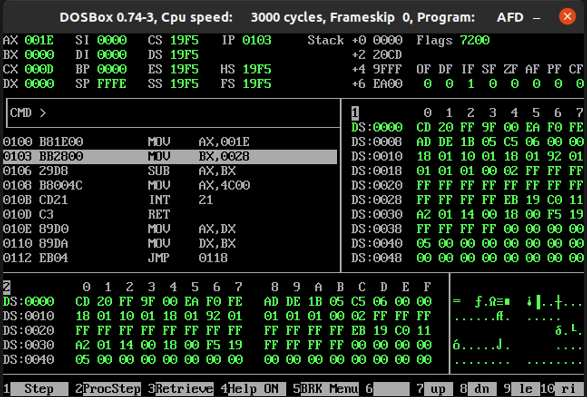 DOSBox 0.74-3, Cpu speed: 3000 cycles, Frameskip 0, Program: AFD
AX 001E SI 0000 CS 19F5 IP 0103 Stack +0 0000 Flags 7200
BX 0000 DI 0000 DS 19F5 +2 20CD
CX 000D BP 0000 ES 19F5 HS 19F5 +4 9FFF OF DF IF SF ZF AF PF CF
DX 0000 SP FFFE SS 19F5 FS 19F5 +6 EA00 0 0 1 0 0 0 0 0
CMD >
1 0 1 2 3 4 5 6 7
DS:0000 CD 20 FF 9F 00 EA F0 FE
DS:0008 AD DE 1B 05 C5 06 00 00
DS:0010 18 01 10 01 18 01 92 01
DS:0018 01 01 01 00 02 FF FF FF
DS:0020 FF FF FF FF FF FF FF FF
DS:0028 FF FF FF FF EB 19 C0 11
DS:0030 A2 01 14 00 18 00 F5 19
DS:0038 FF FF FF FF 00 00 00 00
DS:0040 05 00 00 00 00 00 00 00
DS:0048 00 00 00 00 00 00 00 00
0100 B81E00 MOV AX,001E
0103 BB2800 MOV BX,0028
0106 29D8 SUB AX,BX
0108 B8004C MOV AX,4C00
010B CD21 INT 21
010D C3 RET
010E 89D0 MOV AX,DX
0110 89DA MOV DX,BX
0112 EB04 JMP 0118
2 0 1 2 3 4 5 6 7 8 9 A B C D E F
DS:0000 CD 20 FF 9F 00 EA F0 FE AD DE 1B 05 C5 06 00 00
DS:0010 18 01 10 01 18 01 92 01 01 01 01 00 02 FF FF FF
DS:0020 FF FF FF FF FF FF FF FF FF FF FF FF EB 19 C0 11
DS:0030 A2 01 14 00 18 00 F5 19 FF FF FF FF 00 00 00 00
DS:0040 05 00 00 00 00 00 00 00 00 00 00 00 00 00 00 00
1 Step 2 ProcStep 3 Retrieve 4 Help ON 5 BRK Menu 6 7 up 8 dn 9 le 10 ri